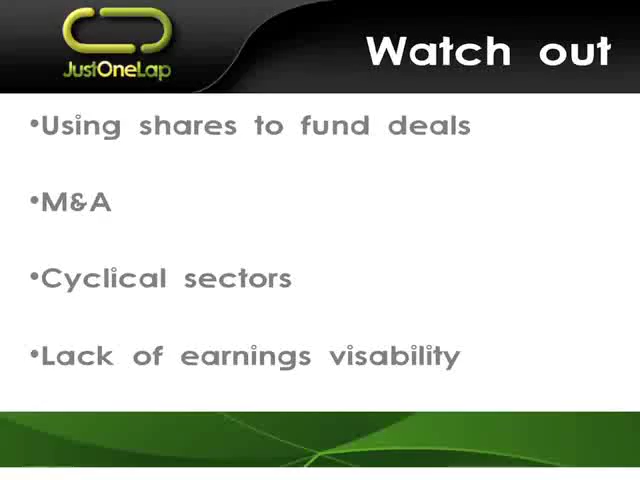 JustOneLap
Watch out
•Using shares to fund deals
•M&A
•Cyclical sectors
•Lack of earnings visability